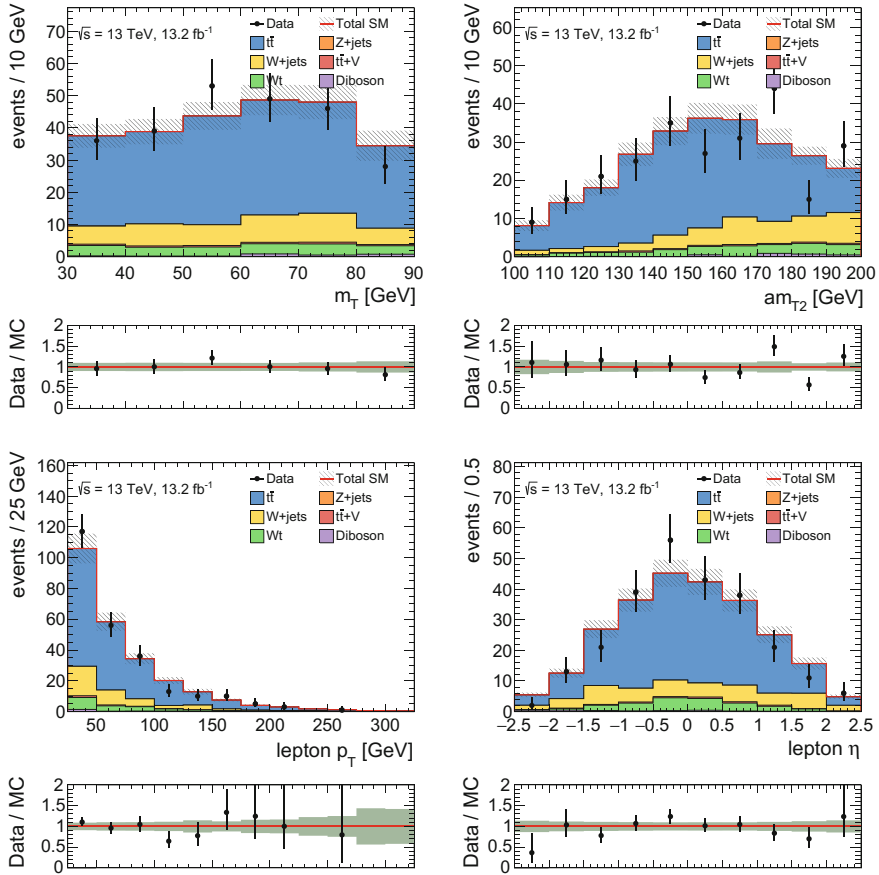 events / 10 GeV
70
60
50
40
30
20
10
0
√s = 13 TeV, 13.2 fb⁻¹
Data
Total SM
tt̄
Z+jets
W+jets
tt̄+V
Wt
Diboson
30 40 50 60 70 80 90
m_T [GeV]
Data / MC
2
1.5
1
0.5
0
events / 10 GeV
60
50
40
30
20
10
0
√s = 13 TeV, 13.2 fb⁻¹
Data
Total SM
tt̄
Z+jets
W+jets
tt̄+V
Wt
Diboson
100 110 120 130 140 150 160 170 180 190 200
am_T2 [GeV]
Data / MC
2
1.5
1
0.5
0
events / 25 GeV
160
140
120
100
80
60
40
20
0
√s = 13 TeV, 13.2 fb⁻¹
Data
Total SM
tt̄
Z+jets
W+jets
tt̄+V
Wt
Diboson
50 100 150 200 250 300
lepton p_T [GeV]
Data / MC
2
1.5
1
0.5
0
events / 0.5
80
70
60
50
40
30
20
10
0
√s = 13 TeV, 13.2 fb⁻¹
Data
Total SM
tt̄
Z+jets
W+jets
tt̄+V
Wt
Diboson
−2.5 −2 −1.5 −1 −0.5 0 0.5 1 1.5 2 2.5
lepton η
Data / MC
2
1.5
1
0.5
0